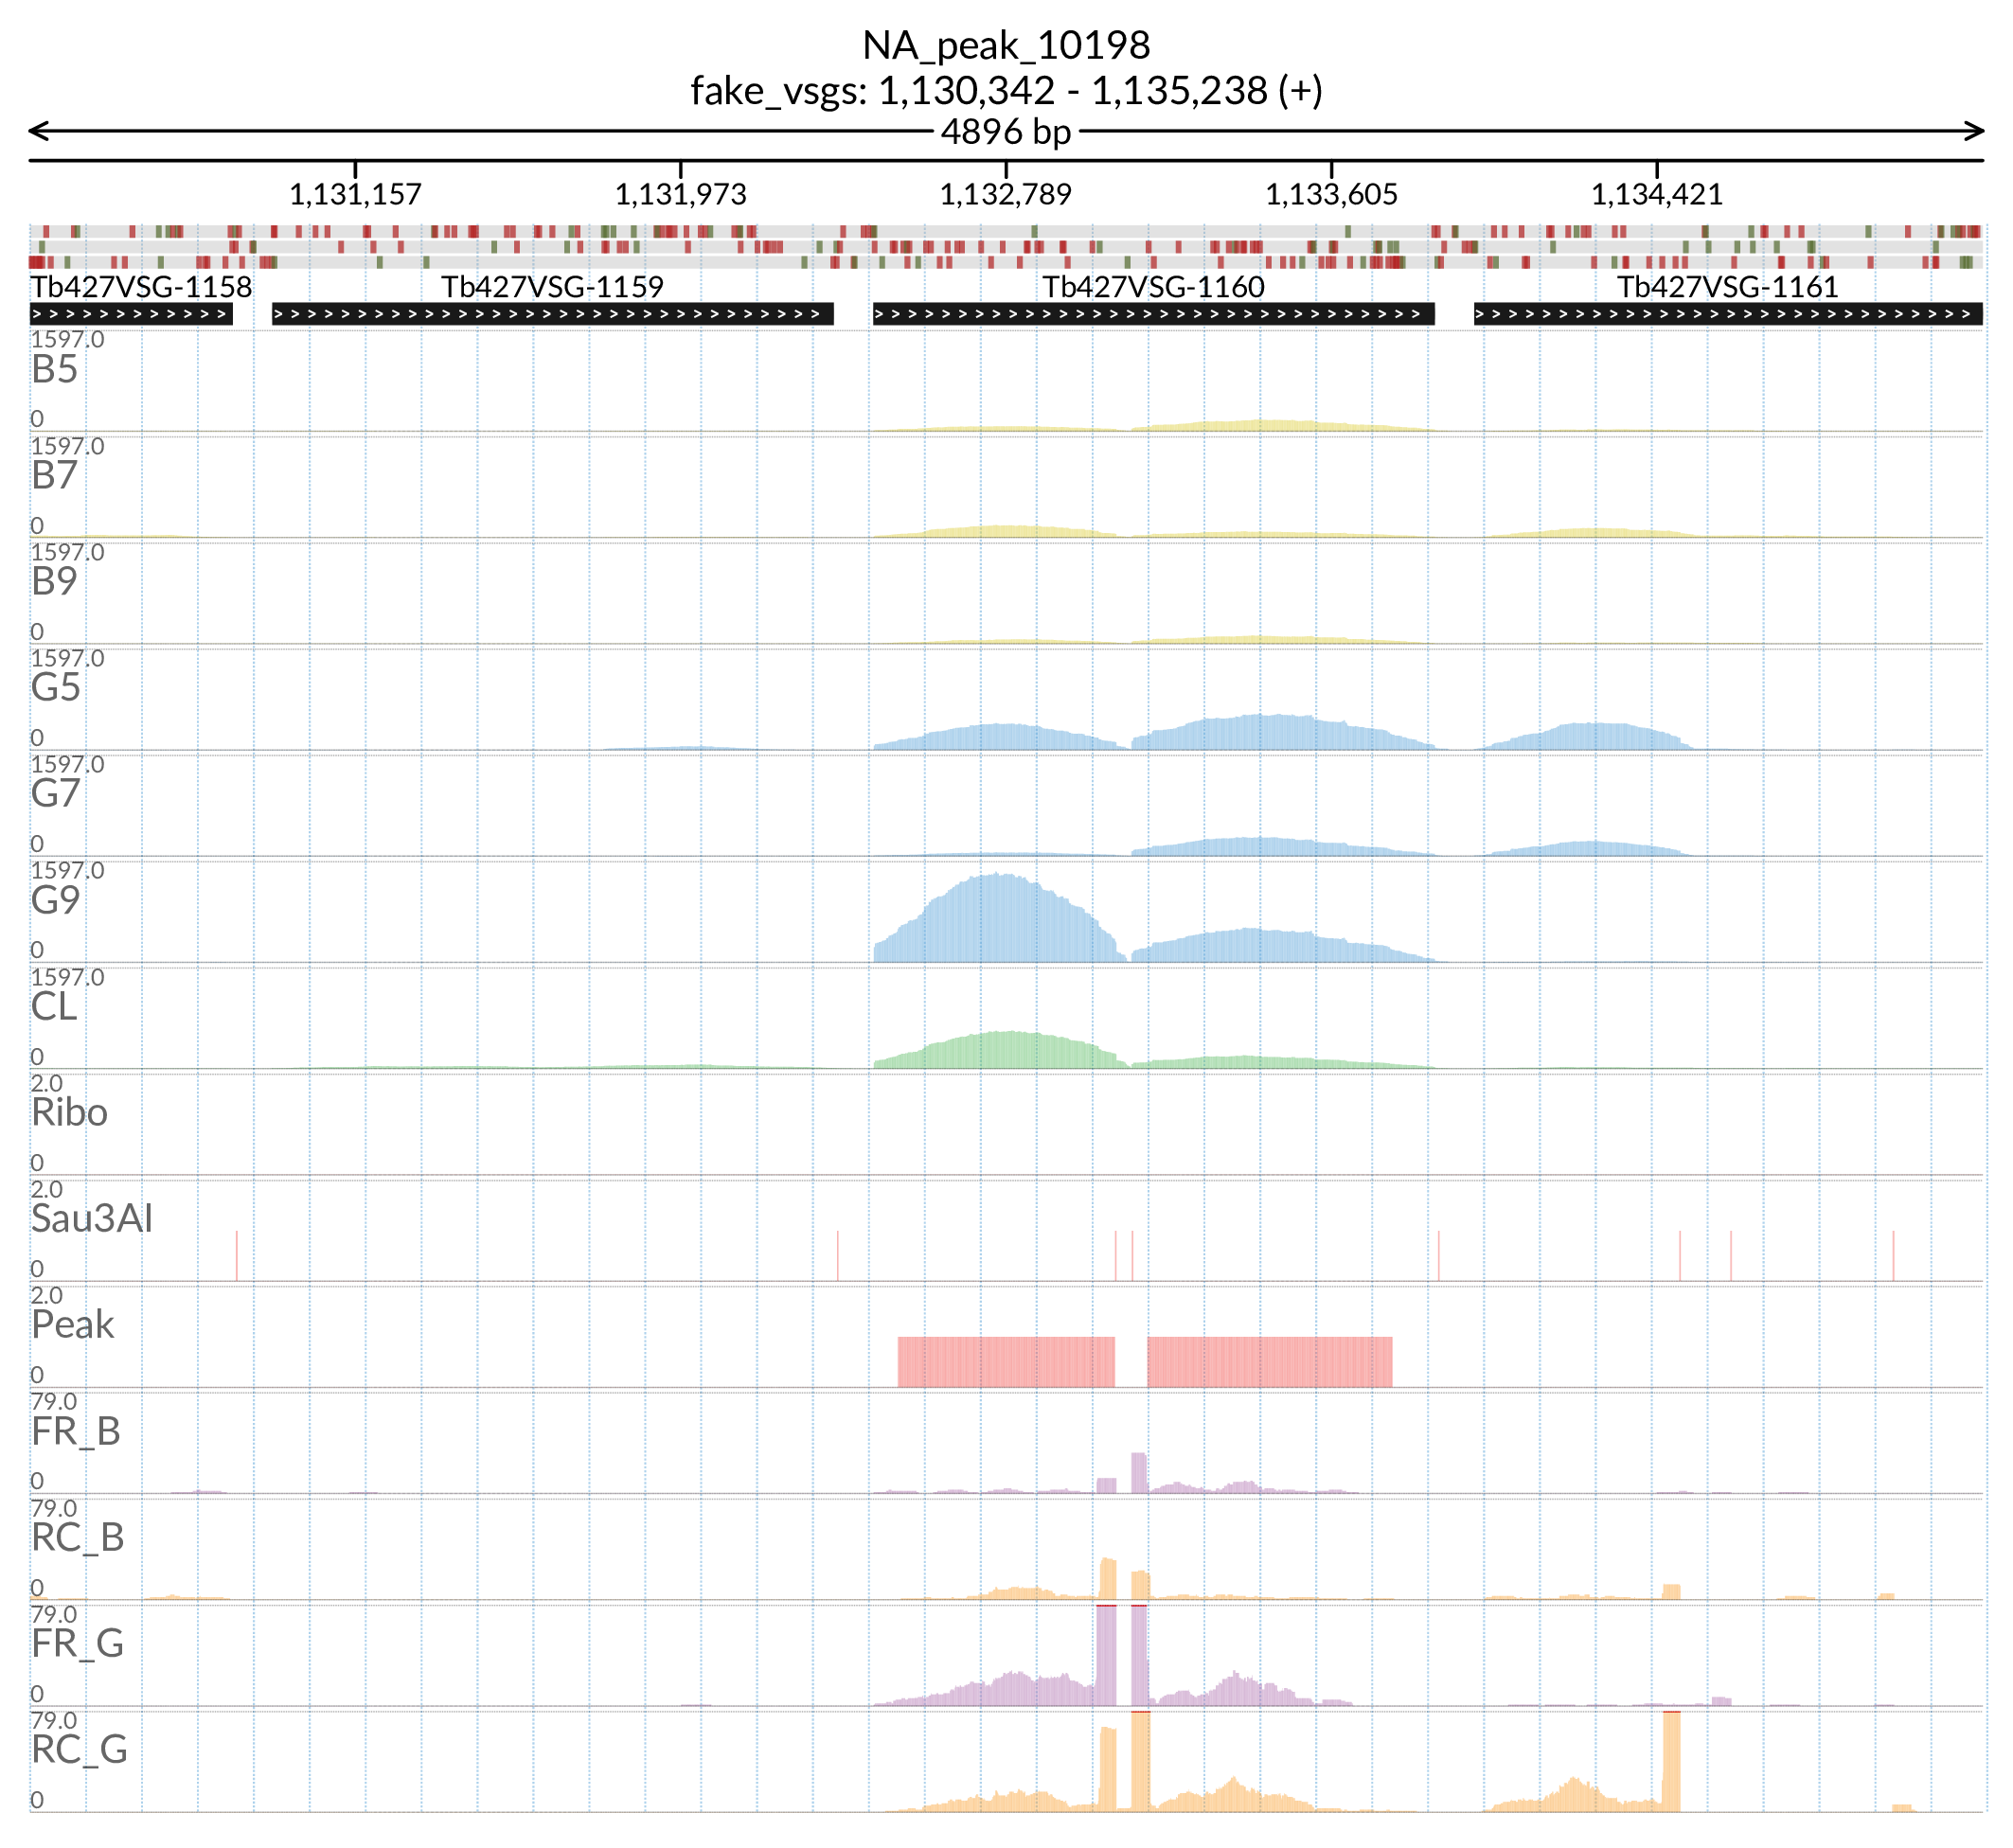 NA_peak_10198
fake_vsgs: 1,130,342 - 1,135,238 (+)
4896 bp
1,131,157 1,131,973 1,132,789 1,133,605 1,134,421
Tb427VSG-1158 Tb427VSG-1159 Tb427VSG-1160 Tb427VSG-1161
1597.0
B5
0
1597.0
B7
0
1597.0
B9
0
1597.0
G5
0
1597.0
G7
0
1597.0
G9
0
1597.0
CL
0
2.0
Ribo
0
2.0
Sau3AI
0
2.0
Peak
0
79.0
FR_B
0
79.0
RC_B
0
79.0
FR_G
0
79.0
RC_G
0